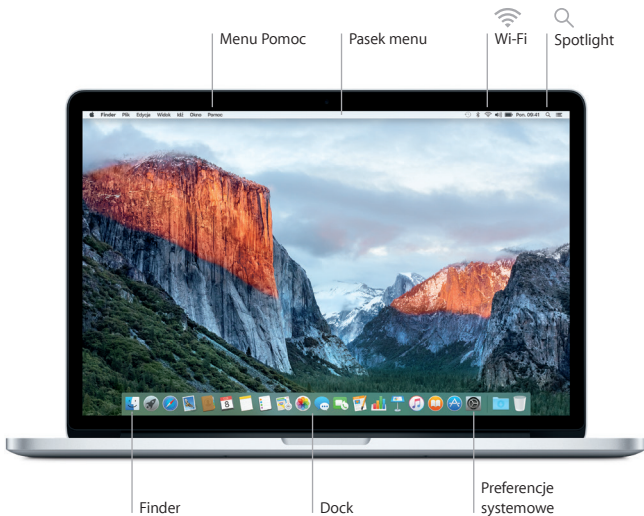 Menu Pomoc
Pasek menu
Wi-Fi
Spotlight
Finder Plik Edycja Widok Idź Okno Pomoc
Pon. 09:41
8
Finder
Dock
Preferencje
systemowe